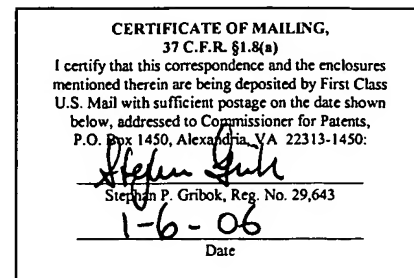 CERTIFICATE OF MAILING,
37 C.F.R. §1.8(a)
I certify that this correspondence and the enclosures
mentioned therein are being deposited by First Class
U.S. Mail with sufficient postage on the date shown
below, addressed to Commissioner for Patents,
P.O. Box 1450, Alexandria, VA 22313-1450:
Stephan P. Gribok, Reg. No. 29,643
1-6-06
Date